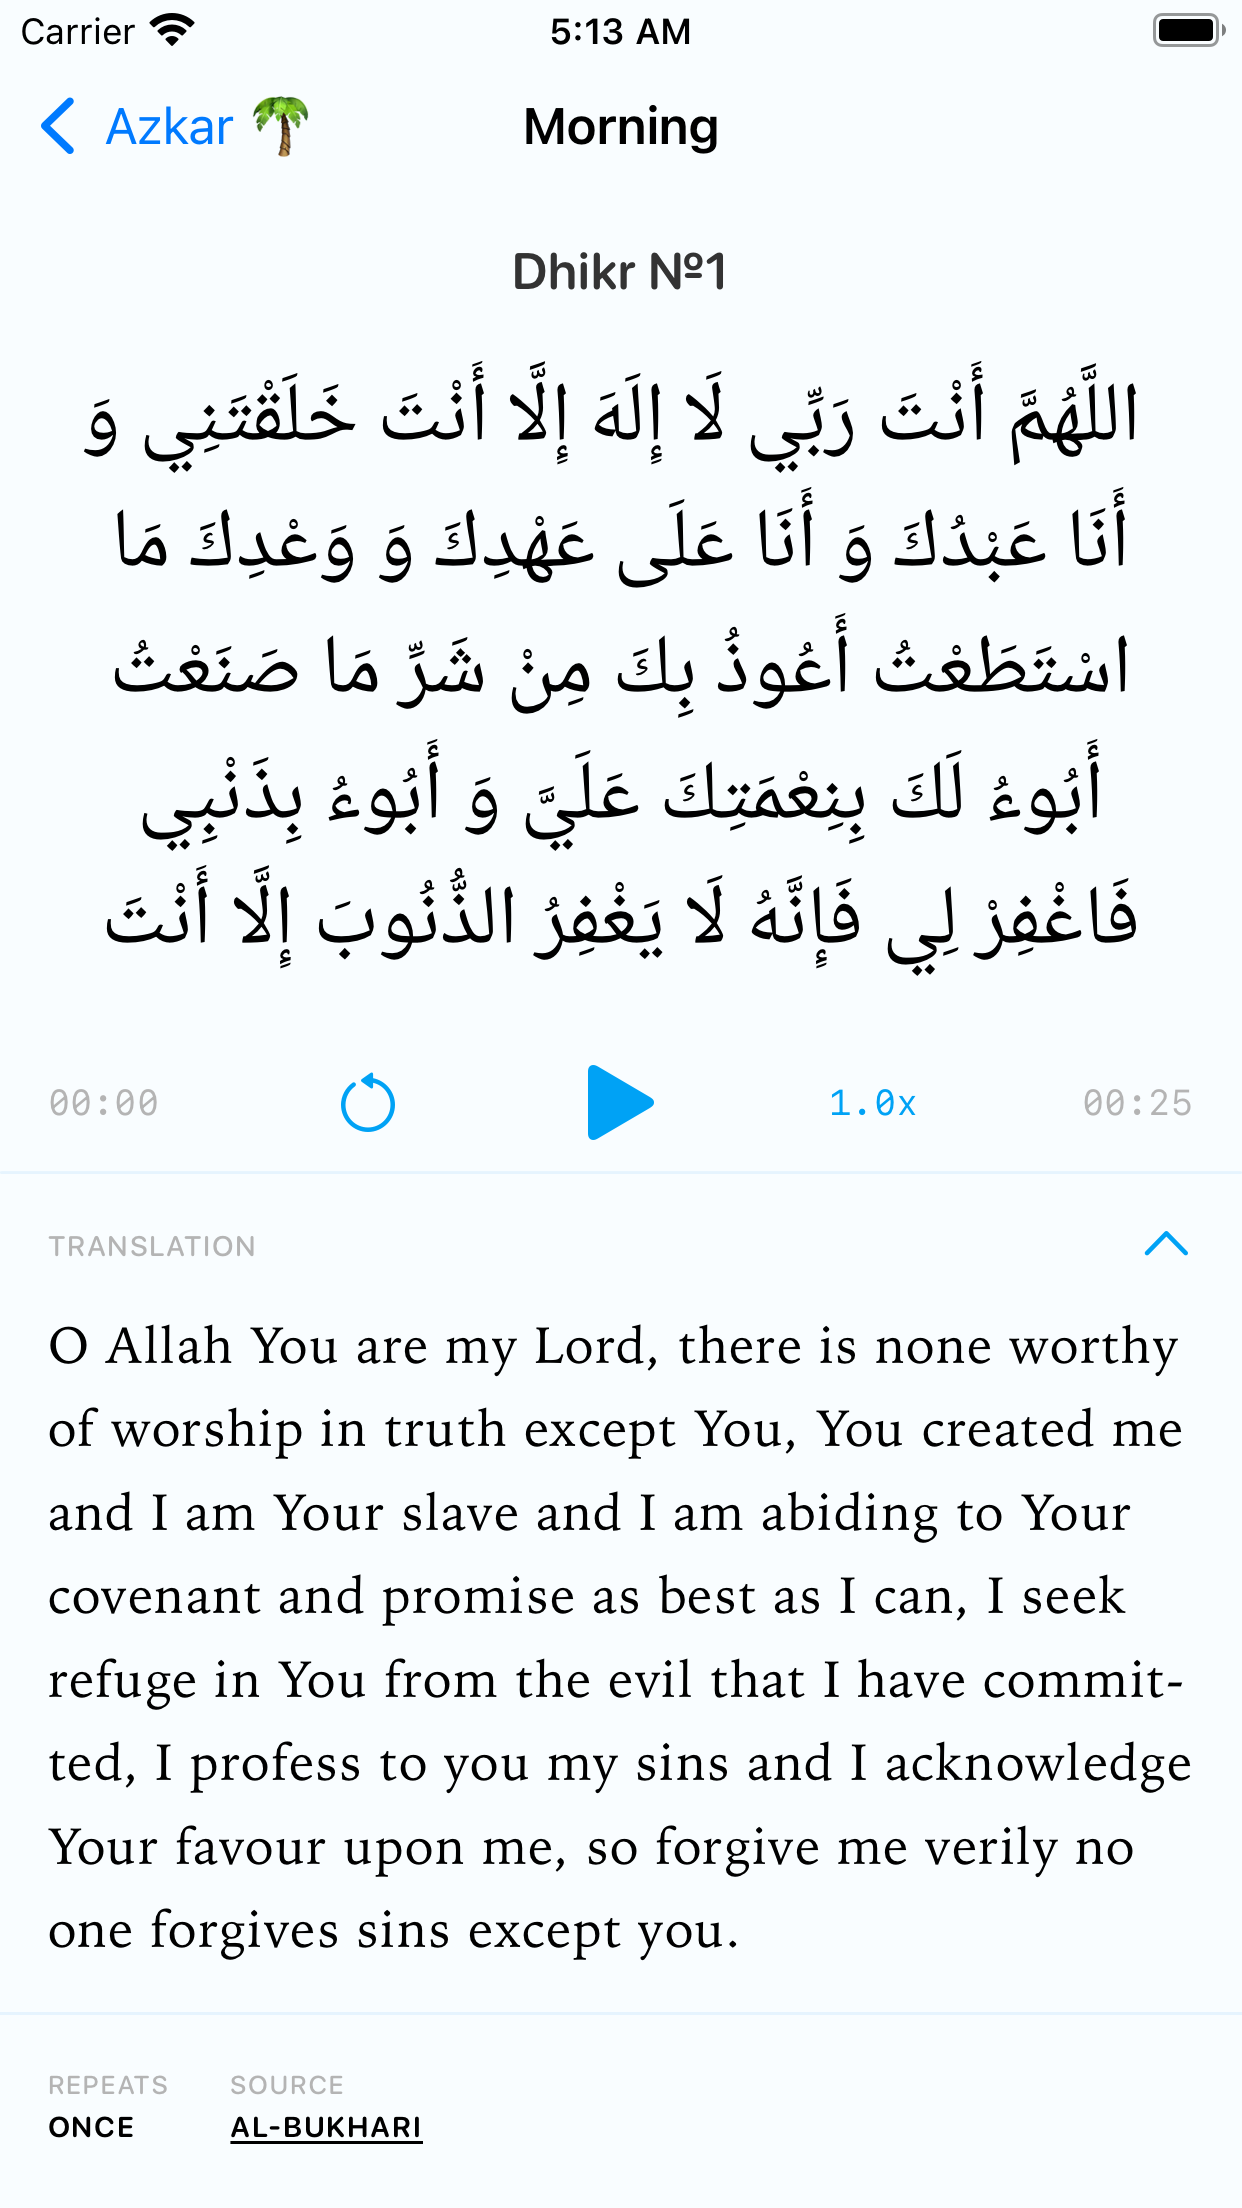 Carrier
5:13 AM
Azkar 🌴
Morning
Dhikr №1
اللَّهُمَّ أَنْتَ رَبِّي لَا إِلَهَ إِلَّا أَنْتَ خَلَقْتَنِي وَ
أَنَا عَبْدُكَ وَ أَنَا عَلَى عَهْدِكَ وَ وَعْدِكَ مَا
اسْتَطَعْتُ أَعُوذُ بِكَ مِنْ شَرِّ مَا صَنَعْتُ
أَبُوءُ لَكَ بِنِعْمَتِكَ عَلَيَّ وَ أَبُوءُ بِذَنْبِي
فَاغْفِرْ لِي فَإِنَّهُ لَا يَغْفِرُ الذُّنُوبَ إِلَّا أَنْتَ
00:00
1.0x
00:25
TRANSLATION
O Allah You are my Lord, there is none worthy
of worship in truth except You, You created me
and I am Your slave and I am abiding to Your
covenant and promise as best as I can, I seek
refuge in You from the evil that I have commit-
ted, I profess to you my sins and I acknowledge
Your favour upon me, so forgive me verily no
one forgives sins except you.
REPEATS
ONCE
SOURCE
AL-BUKHARI